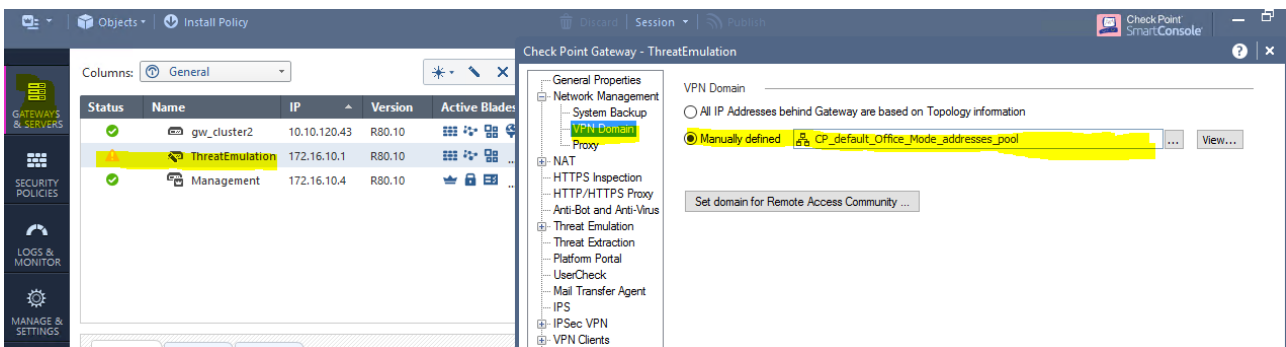 Objects
Install Policy
Discard
Session
Publish
Check Point
SmartConsole
GATEWAYS
& SERVERS
SECURITY
POLICIES
LOGS &
MONITOR
MANAGE &
SETTINGS
Columns: General
Status Name IP Version Active Blades
gw_cluster2 10.10.120.43 R80.10
ThreatEmulation 172.16.10.1 R80.10 ...
Management 172.16.10.4 R80.10 ...
Check Point Gateway - ThreatEmulation
General Properties
Network Management
System Backup
VPN Domain
Proxy
NAT
HTTPS Inspection
HTTP/HTTPS Proxy
Anti-Bot and Anti-Virus
Threat Emulation
Threat Extraction
Platform Portal
UserCheck
Mail Transfer Agent
IPS
IPSec VPN
VPN Clients
VPN Domain
All IP Addresses behind Gateway are based on Topology information
Manually defined CP_default_Office_Mode_addresses_pool ... View...
Set domain for Remote Access Community ...